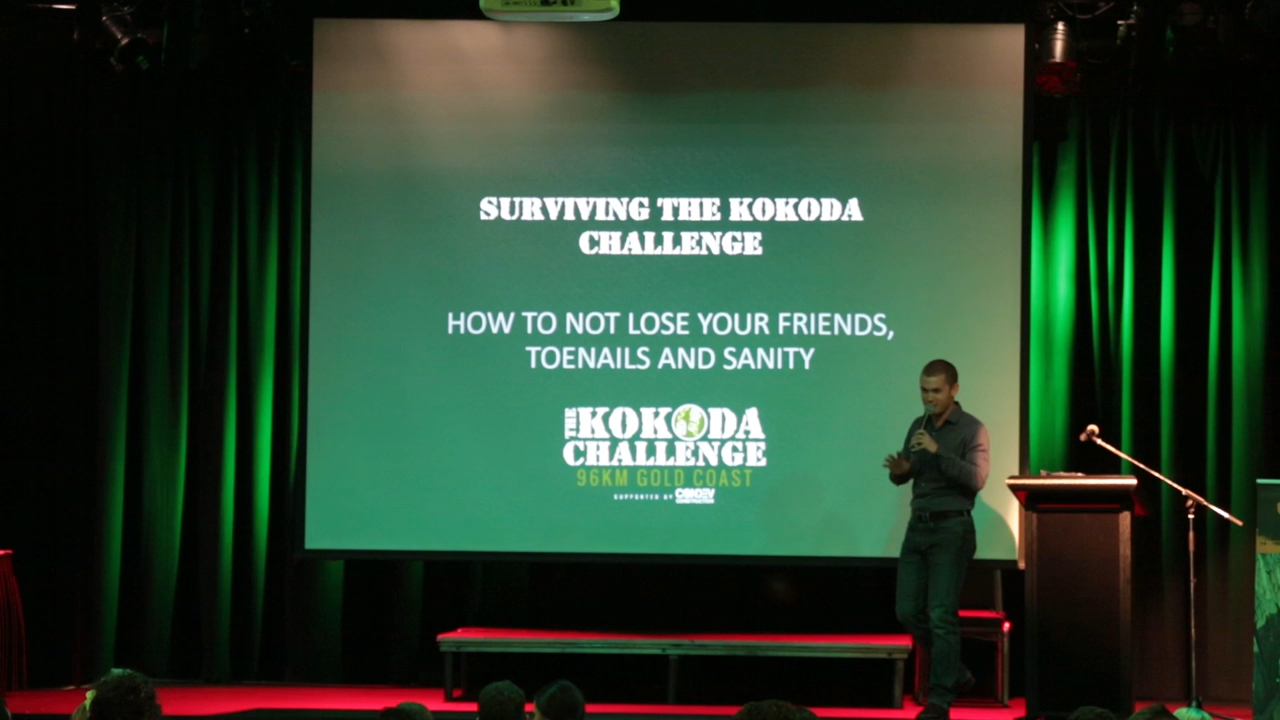 SURVIVING THE KOKODA
CHALLENGE
HOW TO NOT LOSE YOUR FRIENDS,
TOENAILS AND SANITY
THE KOKODA
CHALLENGE
96KM GOLD COAST
SUPPORTED BY